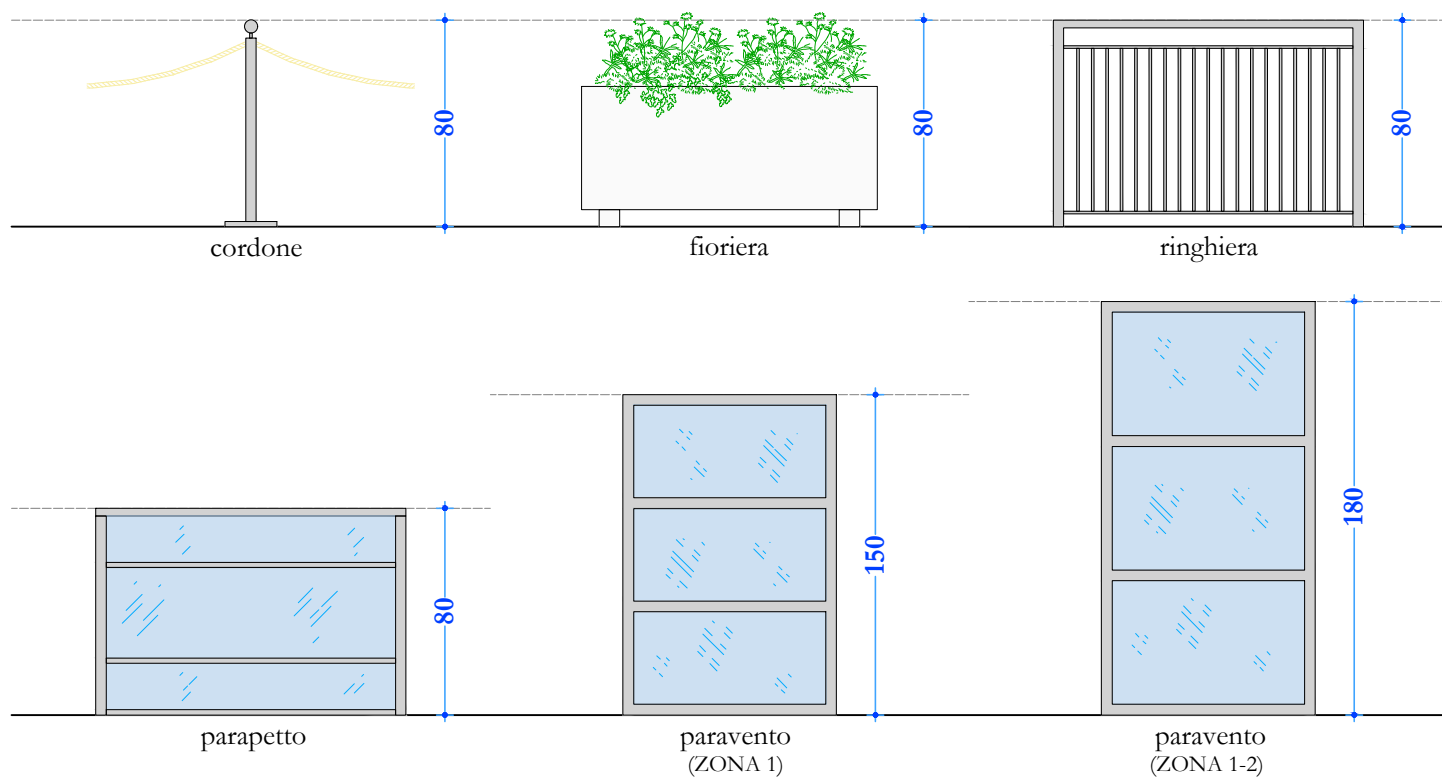 80
80
80
cordone
fioriera
ringhiera
80
150
180
parapetto
paravento
(ZONA 1)
paravento
(ZONA 1-2)